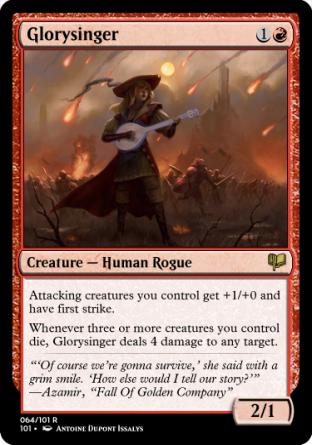 Glorysinger 1
Creature — Human Rogue
Attacking creatures you control get +1/+0 and
have first strike.
Whenever three or more creatures you control
die, Glorysinger deals 4 damage to any target.
“‘Of course we're gonna survive,’ she said with a
grim smile. ‘How else would I tell our story?’”
—Azamir, “Fall Of Golden Company”
2/1
064/101 R
101 • Antoine Dupont Issalys